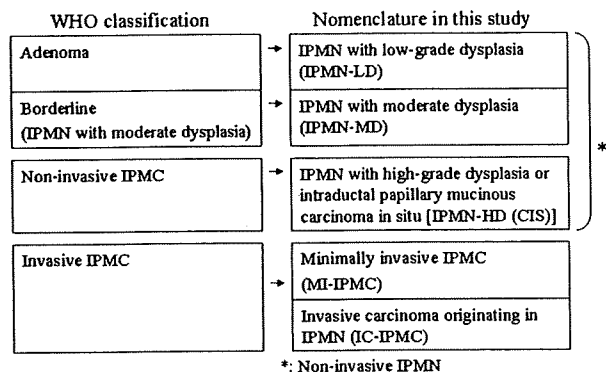 WHO classification
Nomenclature in this study
Adenoma
IPMN with low-grade dysplasia
(IPMN-LD)
Borderline
(IPMN with moderate dysplasia)
IPMN with moderate dysplasia
(IPMN-MD)
Non-invasive IPMC
IPMN with high-grade dysplasia or
intraductal papillary mucinous
carcinoma in situ [IPMN-HD (CIS)]
*
Invasive IPMC
Minimally invasive IPMC
(MI-IPMC)
Invasive carcinoma originating in
IPMN (IC-IPMC)
*: Non-invasive IPMN